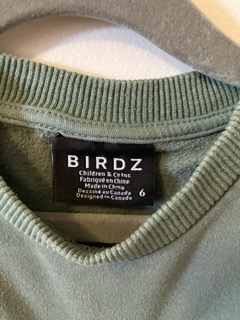 BIRDZ
Children & Co Inc
Fabriqué en Chine
Made in China
6
Dessiné au Canada
Designed in Canada